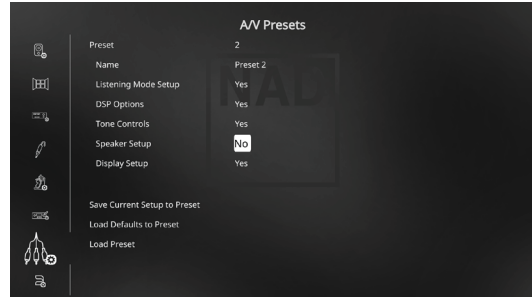 A/V Presets
Preset 2
Name Preset 2
Listening Mode Setup Yes
DSP Options Yes
Tone Controls Yes
Speaker Setup No
Display Setup Yes
Save Current Setup to Preset
Load Defaults to Preset
Load Preset
NAD